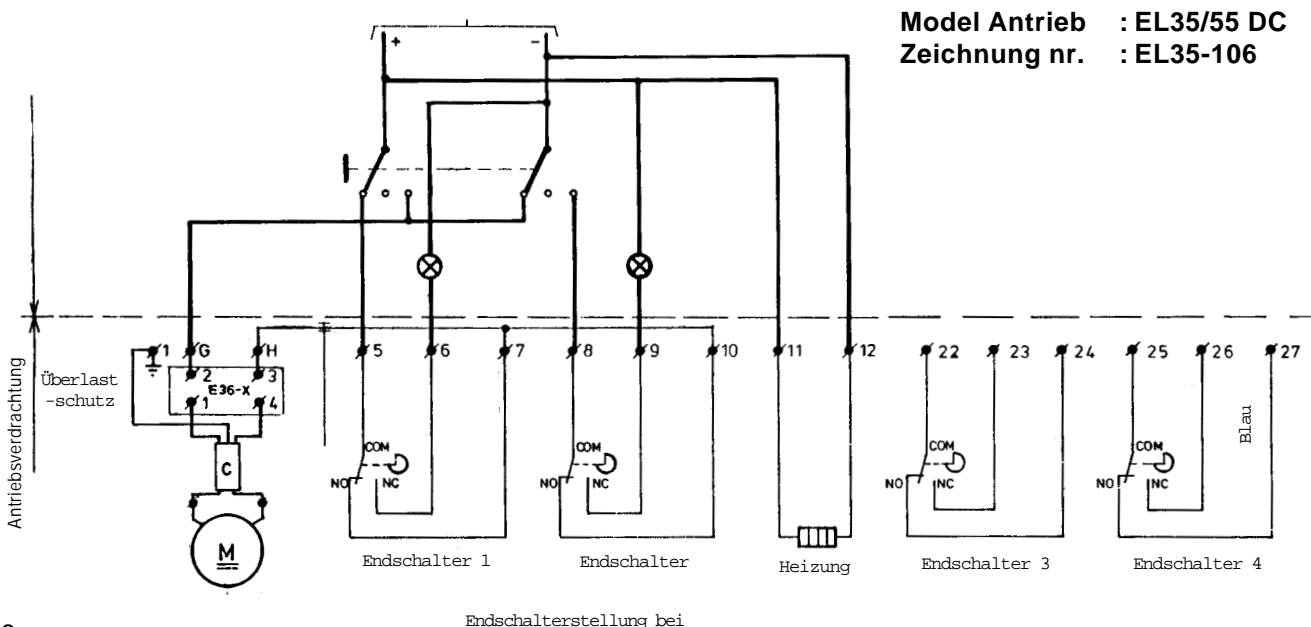 Model Antrieb : EL35/55 DC
Zeichnung nr. : EL35-106
+ -
1 G H 5 6 7 8 9 10 11 12 22 23 24 25 26 27
Überlast
-schutz
2 3
E36-X
1 4
Antriebsverdrachtung
Blau
C
COM COM COM COM
NO NC NO NC NO NC NO NC
M
Endschalter 1 Endschalter Heizung Endschalter 3 Endschalter 4
Endschalterstellung bei